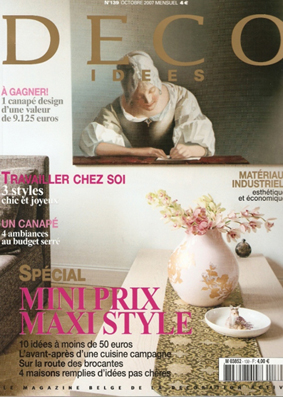 N°138 OCTOBRE 2007 MENSUEL 4€
DECO
IDEES
À GAGNER!
1 canapé design
d'une valeur
de 9.125 euros
TRAVAILLER CHEZ SOI
3 styles
chic et joyeux
UN CANAPÉ
4 ambiances
au budget serré
MATÉRIAU
INDUSTRIEL
esthétique
et économique
SPÉCIAL
MINI PRIX
MAXI STYLE
10 idées à moins de 50 euros
L'avant-après d'une cuisine campagne
Sur la route des brocantes
4 maisons remplies d'idées pas chères
LE MAGAZINE BELGE DE LA DECORATION